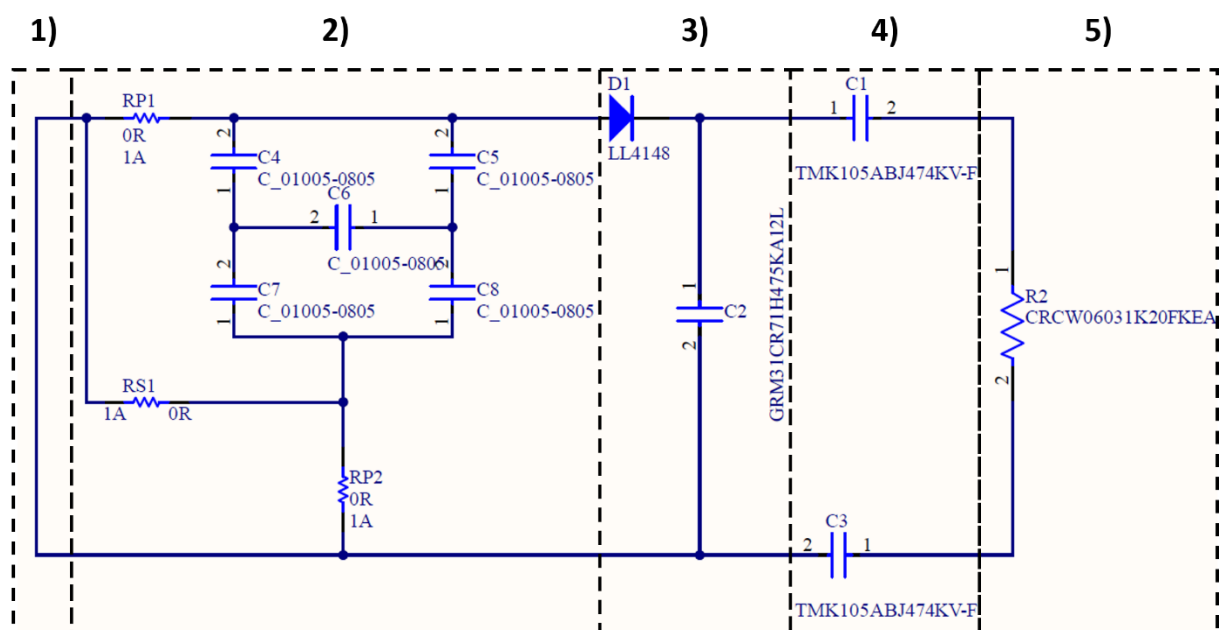 1)
2)
3)
4)
5)
RP1
0R
1A
2
C4
C_01005-0805
1
2
C5
C_01005-0805
1
C6
2
1
C_01005-0805
2
C7
C_01005-0805
1
2
C8
C_01005-0805
1
RS1
1A
0R
RP2
0R
1A
D1
LL4148
1
C2
2
GRM31CR71H475KA12L
C1
1
2
TMK105ABJ474KV-F
C3
2
1
TMK105ABJ474KV-F
1
R2
CRCW06031K20FKEA
2